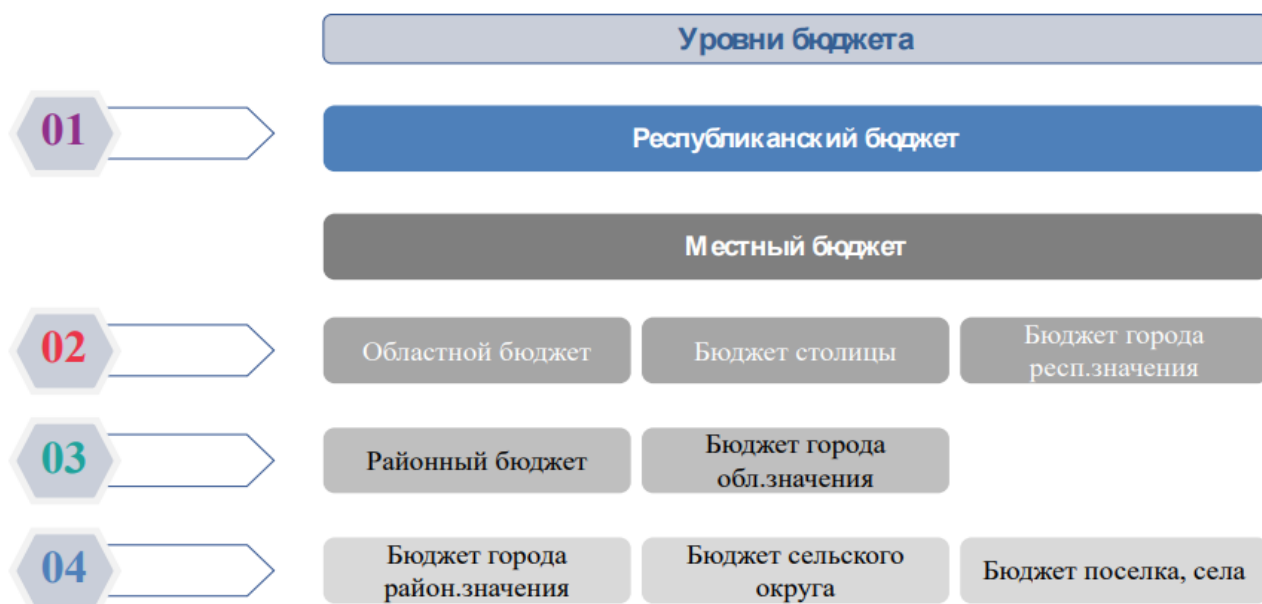 Уровни бюджета
01
Республиканский бюджет
Местный бюджет
02
Областной бюджет
Бюджет столицы
Бюджет города
респ.значения
03
Районный бюджет
Бюджет города
обл.значения
04
Бюджет города
район.значения
Бюджет сельского
округа
Бюджет поселка, села